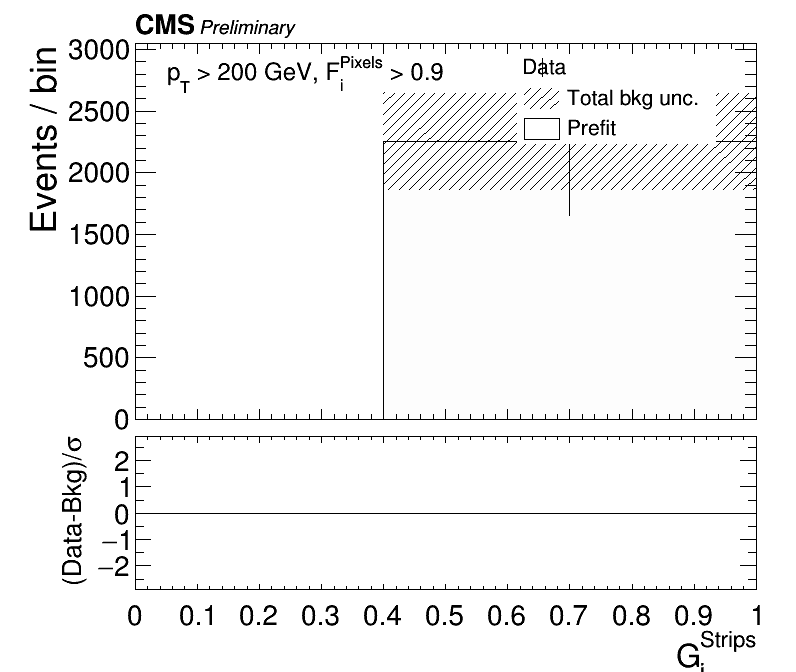 CMS Preliminary
Events / bin
3000
2500
2000
1500
1000
500
0
p_T > 200 GeV, F_i^Pixels > 0.9
Data
Total bkg unc.
Prefit
(Data-Bkg)/σ
2
1
0
−1
−2
0 0.1 0.2 0.3 0.4 0.5 0.6 0.7 0.8 0.9 1
G_i^Strips